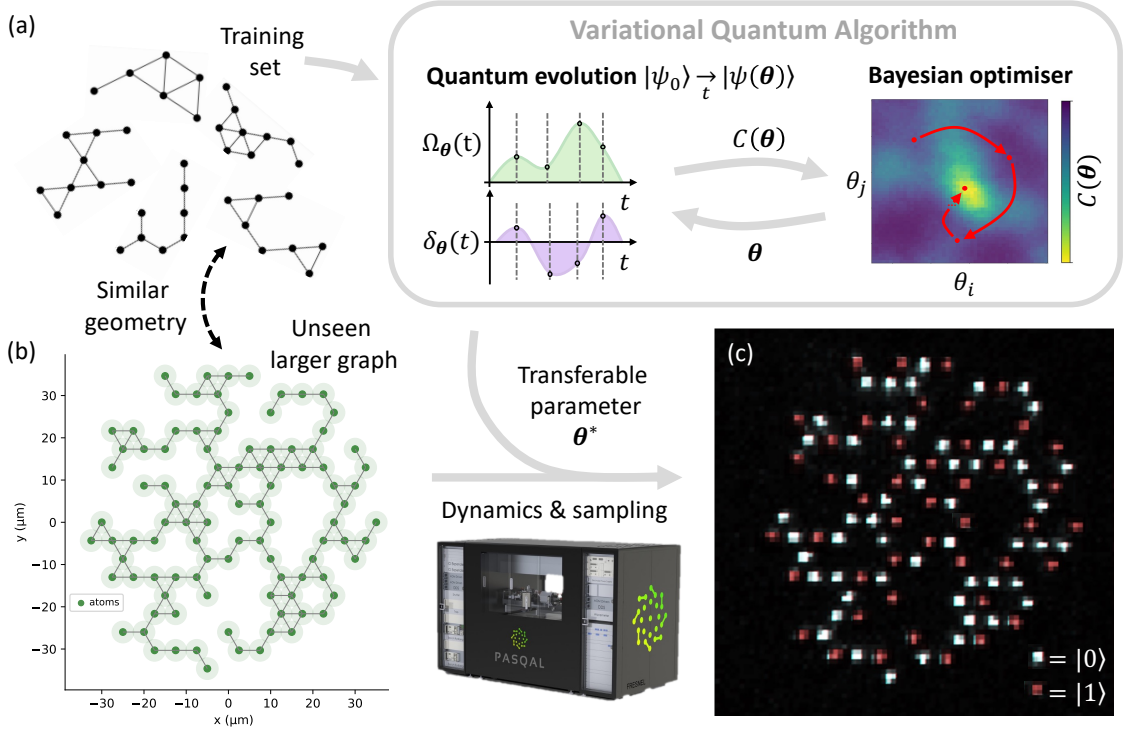 (a)
Training
set
Variational Quantum Algorithm
Quantum evolution |ψ₀⟩ →ₜ |ψ(θ)⟩
Bayesian optimiser
Ω_θ(t)
t
δ_θ(t)
t
C(θ)
θ
θ_j
θ_i
C(θ)
Similar
geometry
(b)
Unseen
larger graph
y (µm)
30
20
10
0
−10
−20
−30
atoms
−30
−20
−10
0
10
20
30
x (µm)
Transferable
parameter
θ*
Dynamics & sampling
PASQAL
FRESNEL
(c)
= |0⟩
= |1⟩